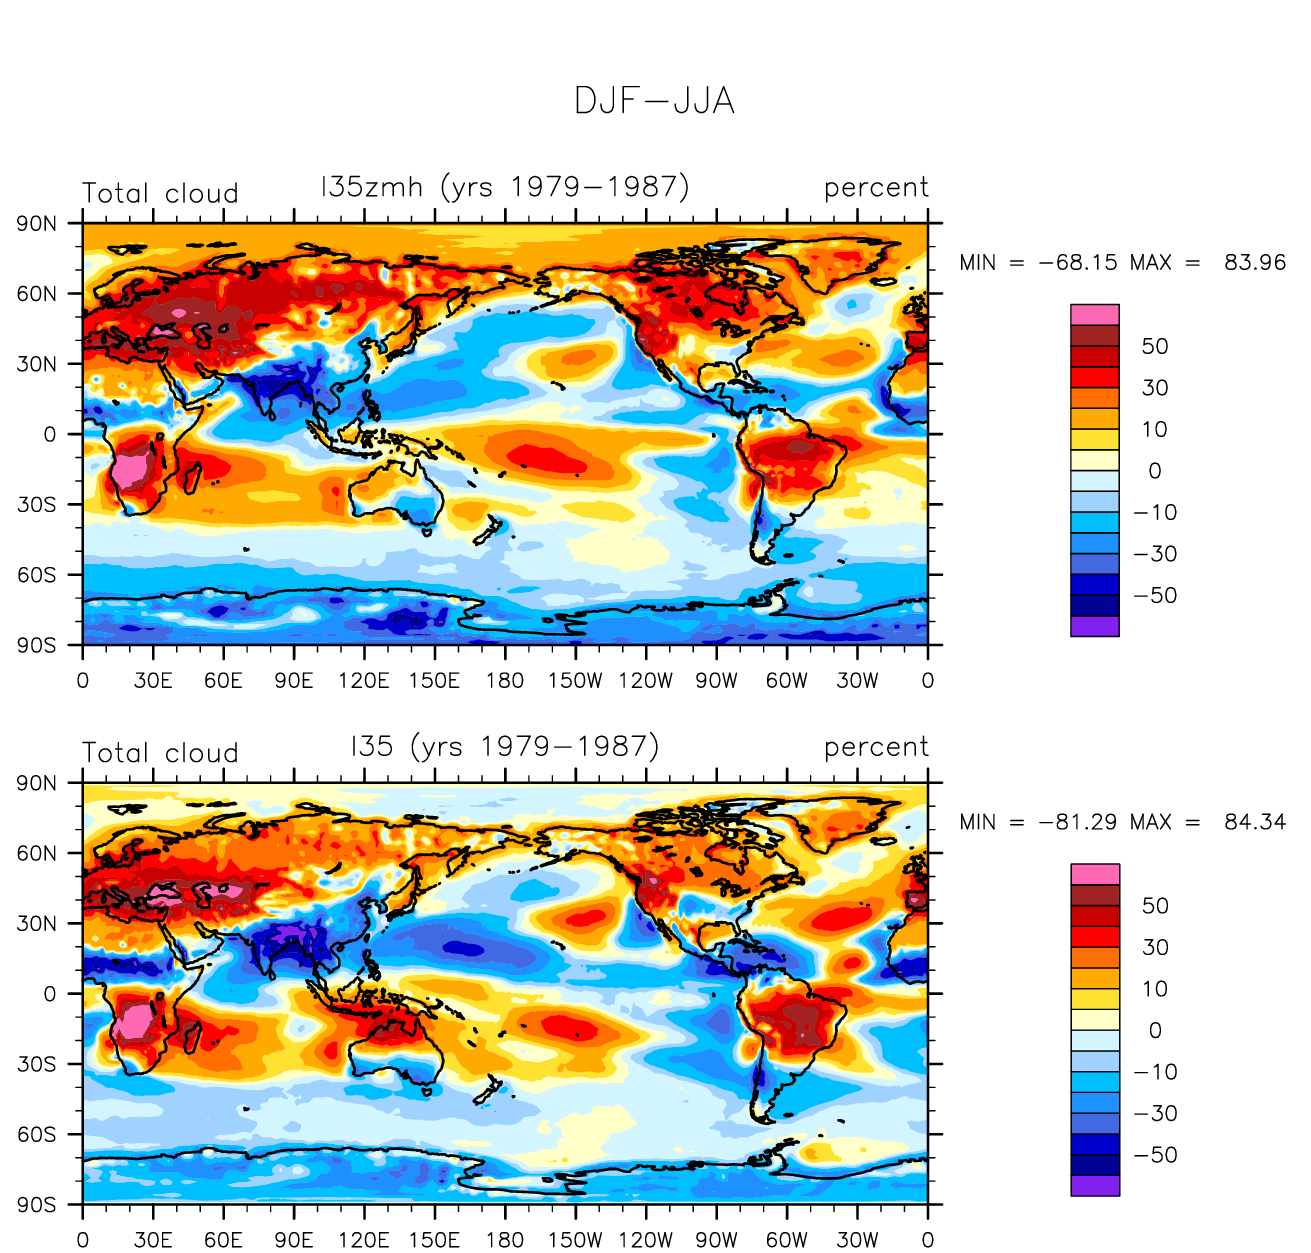 DJF−JJA
Total cloud I35zmh (yrs 1979−1987) percent
90N
60N
30N
0
30S
60S
90S
0 30E 60E 90E 120E 150E 180 150W 120W 90W 60W 30W 0
MIN = −68.15 MAX = 83.96
50
30
10
0
−10
−30
−50
Total cloud I35 (yrs 1979−1987) percent
90N
60N
30N
0
30S
60S
90S
0 30E 60E 90E 120E 150E 180 150W 120W 90W 60W 30W 0
MIN = −81.29 MAX = 84.34
50
30
10
0
−10
−30
−50